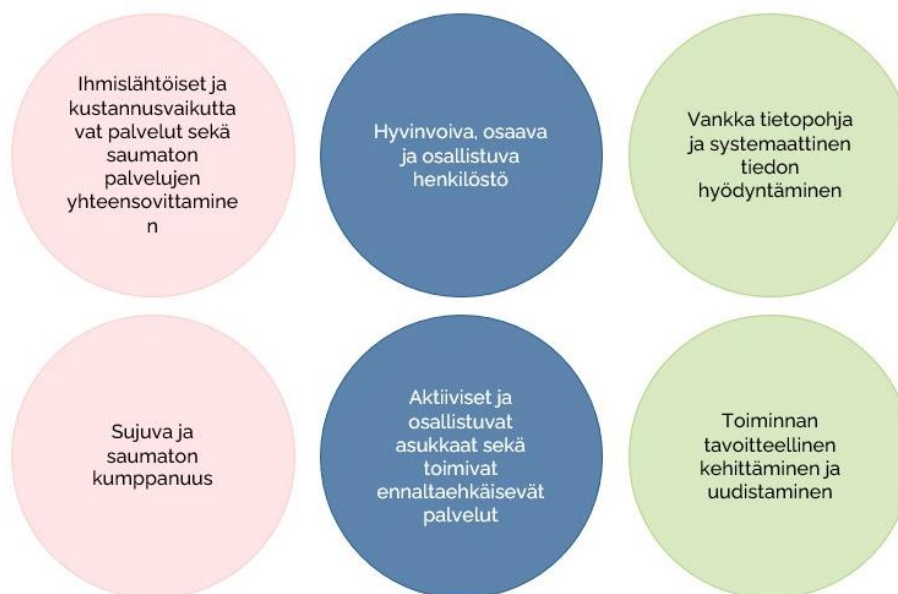 Ihmislähtöiset ja
kustannusvaikutta
vat palvelut sekä
saumaton
palvelujen
yhteensovittamine
n
Hyvinvoiva, osaava
ja osallistuva
henkilöstö
Vankka tietopohja
ja systemaattinen
tiedon
hyödyntäminen
Sujuva ja
saumaton
kumppanuus
Aktiiviset ja
osallistuvat
asukkaat sekä
toimivat
ennaltaehkäisevät
palvelut
Toiminnan
tavoitteellinen
kehittäminen ja
uudistaminen